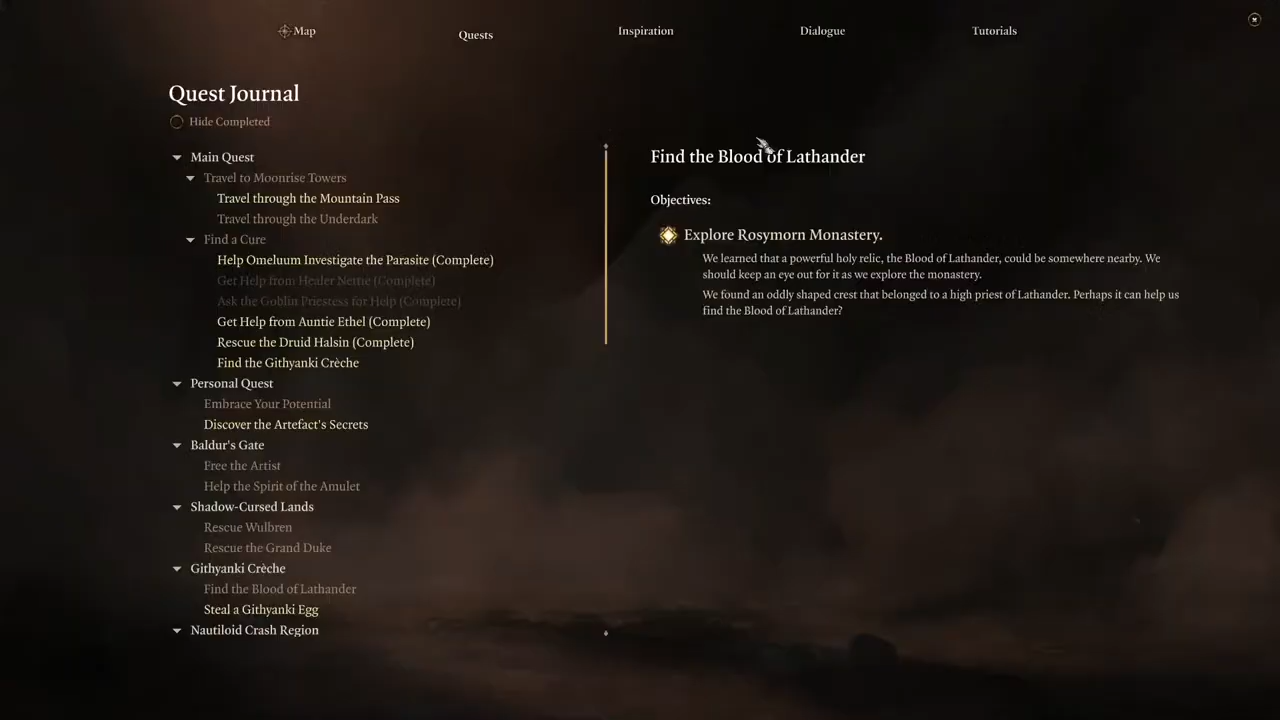 Map
Quests
Inspiration
Dialogue
Tutorials
Quest Journal
Hide Completed
Main Quest
Travel to Moonrise Towers
Travel through the Mountain Pass
Travel through the Underdark
Find a Cure
Help Omeluum Investigate the Parasite (Complete)
Get Help from Healer Nettie (Complete)
Ask the Goblin Priestess for Help (Complete)
Get Help from Auntie Ethel (Complete)
Rescue the Druid Halsin (Complete)
Find the Githyanki Crèche
Personal Quest
Embrace Your Potential
Discover the Artefact's Secrets
Baldur's Gate
Free the Artist
Help the Spirit of the Amulet
Shadow-Cursed Lands
Rescue Wulbren
Rescue the Grand Duke
Githyanki Crèche
Find the Blood of Lathander
Steal a Githyanki Egg
Nautiloid Crash Region
Find the Blood of Lathander
Objectives:
Explore Rosymorn Monastery.
We learned that a powerful holy relic, the Blood of Lathander, could be somewhere nearby. We
should keep an eye out for it as we explore the monastery.
We found an oddly shaped crest that belonged to a high priest of Lathander. Perhaps it can help us
find the Blood of Lathander?